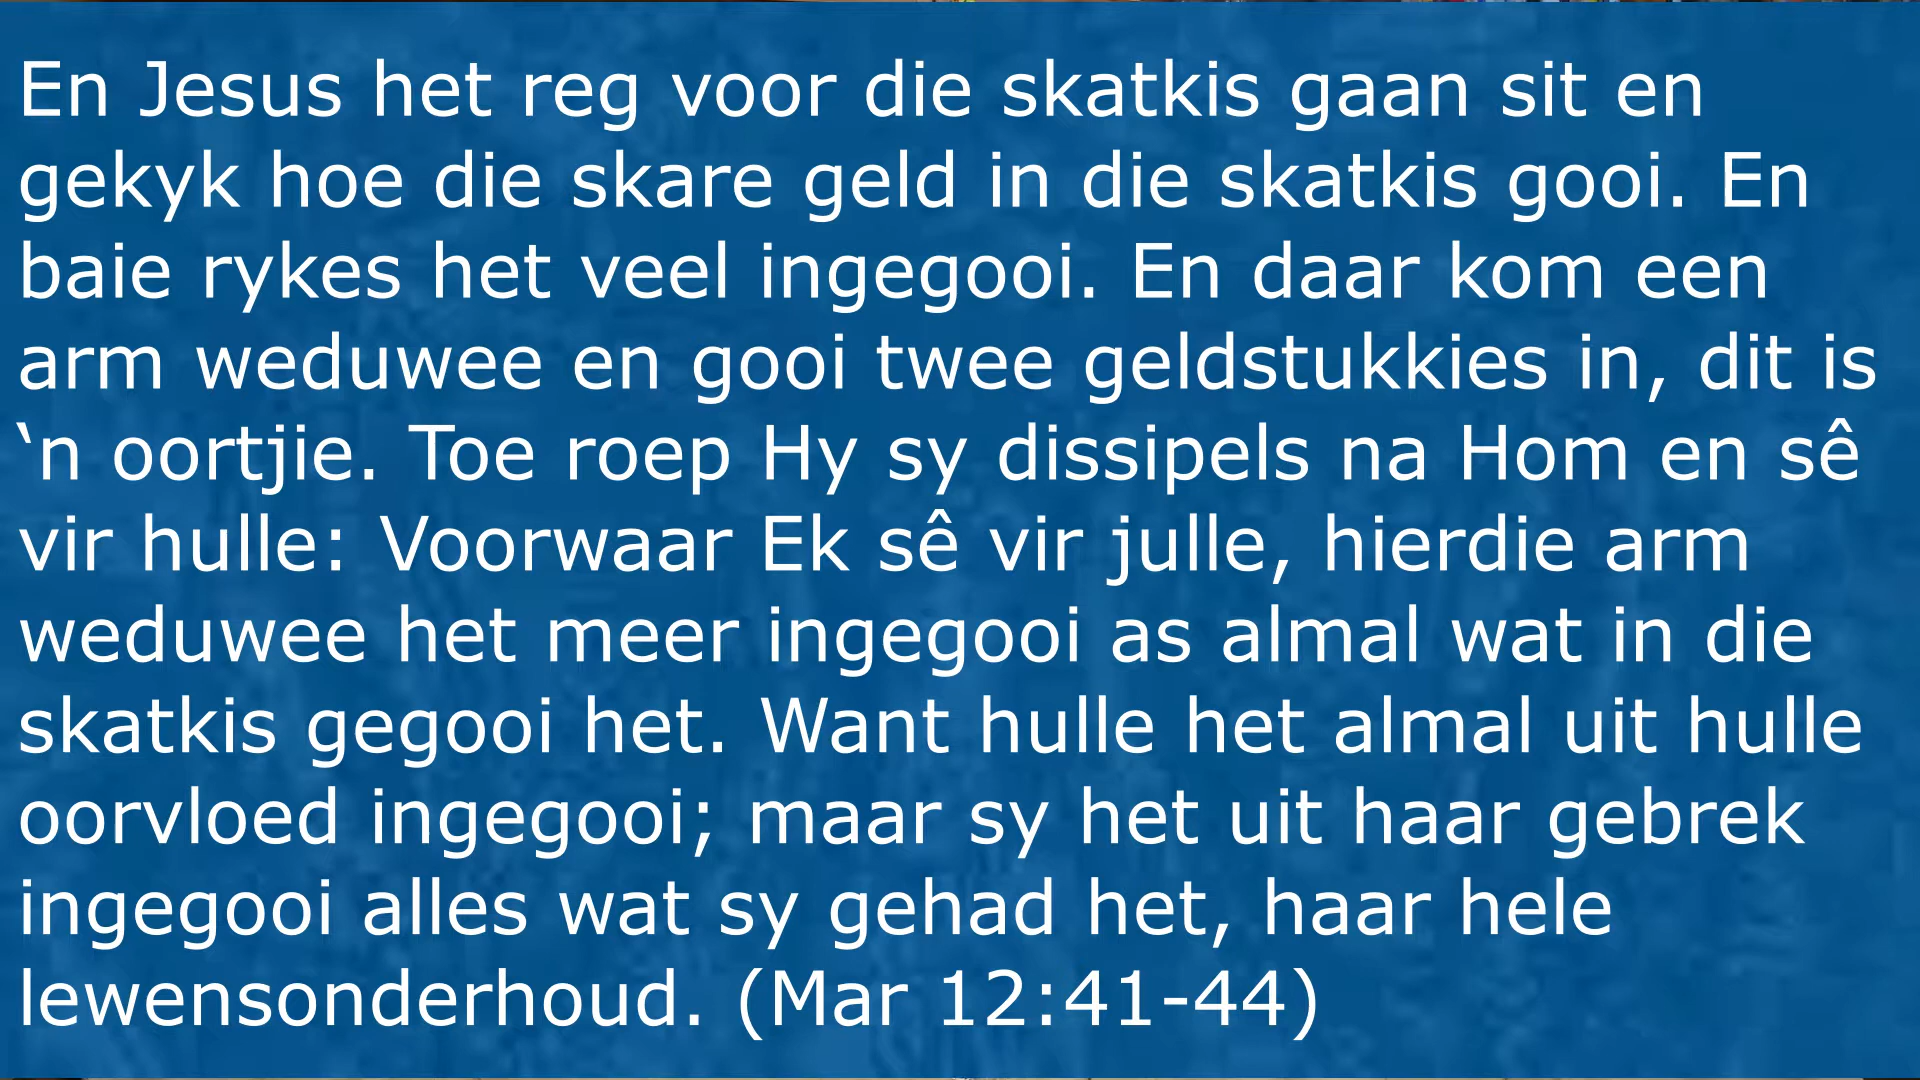 En Jesus het reg voor die skatkis gaan sit en
gekyk hoe die skare geld in die skatkis gooi. En
baie rykes het veel ingegooi. En daar kom een
arm weduwee en gooi twee geldstukkies in, dit is
‘n oortjie. Toe roep Hy sy dissipels na Hom en sê
vir hulle: Voorwaar Ek sê vir julle, hierdie arm
weduwee het meer ingegooi as almal wat in die
skatkis gegooi het. Want hulle het almal uit hulle
oorvloed ingegooi; maar sy het uit haar gebrek
ingegooi alles wat sy gehad het, haar hele
lewensonderhoud. (Mar 12:41-44)